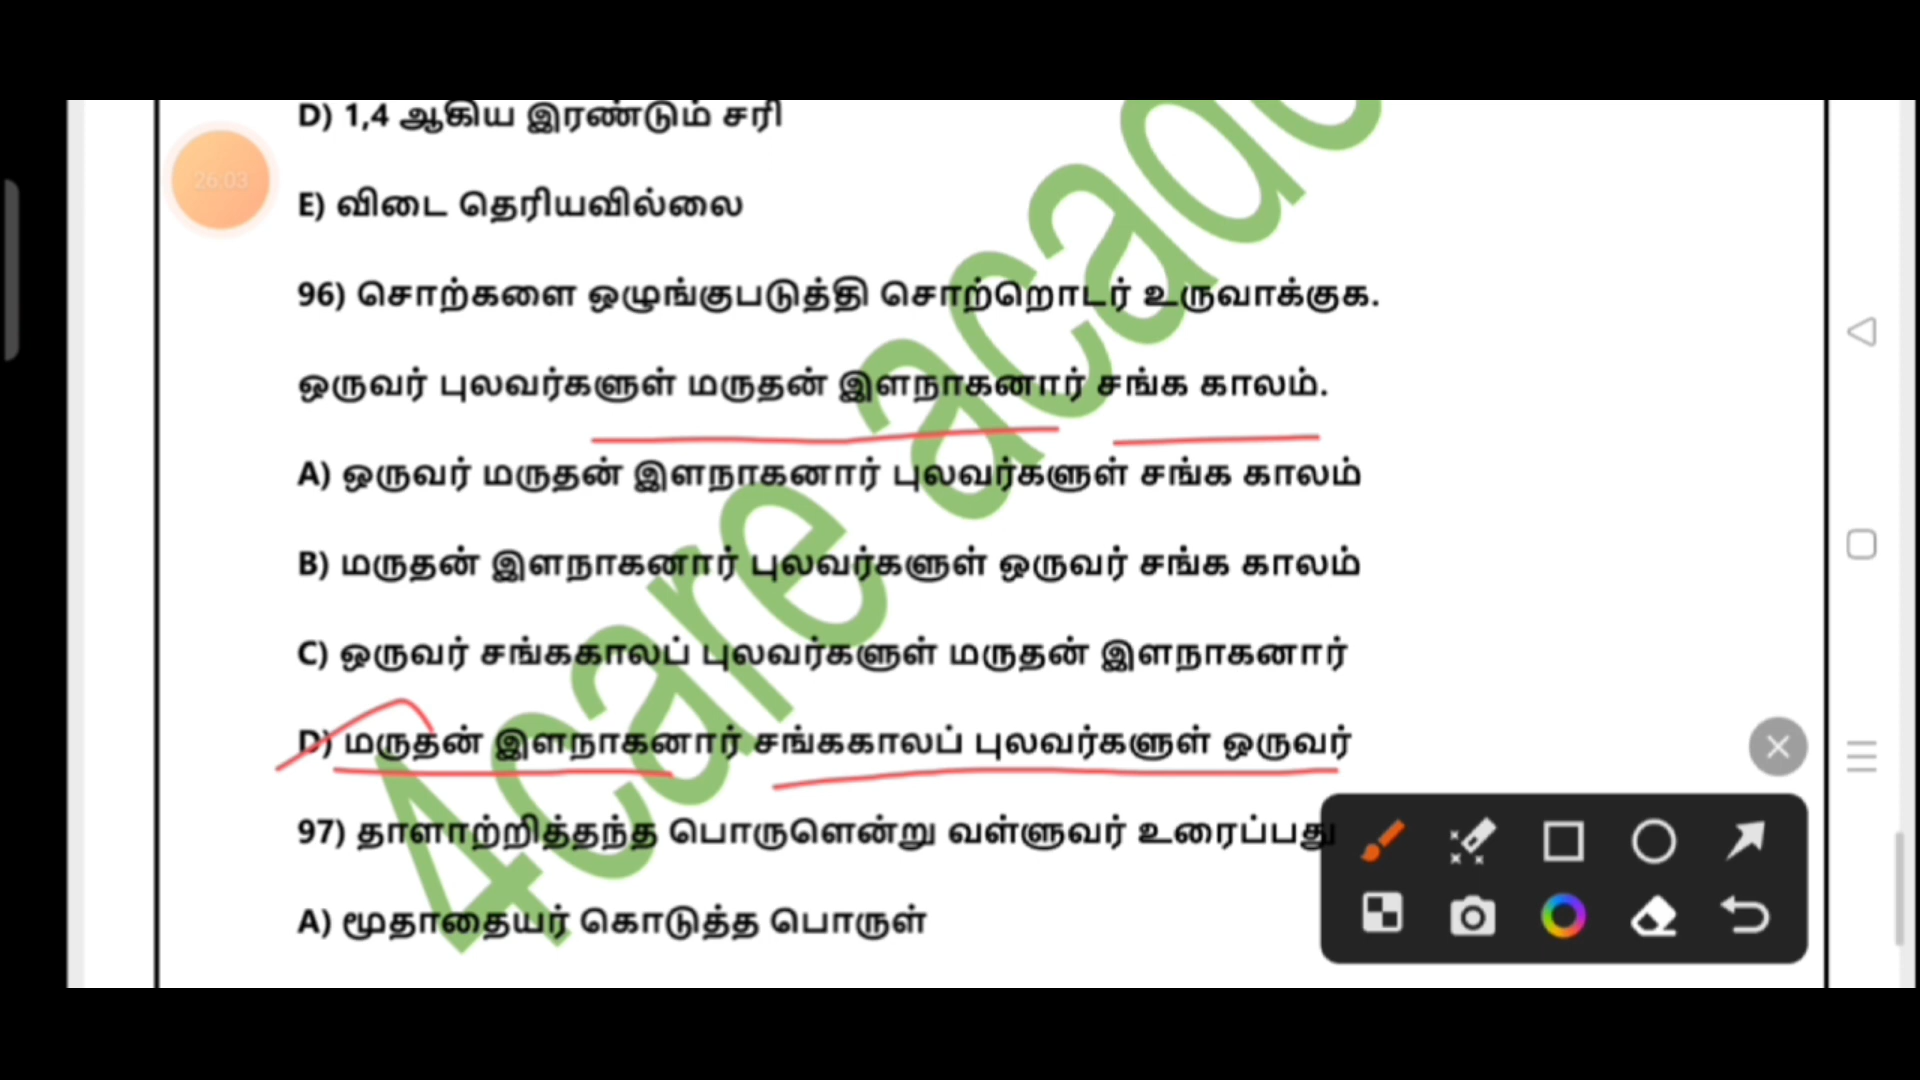 D) 1,4 ஆகிய இரண்டும் சரி
26:03
E) விடை தெரியவில்லை
96) சொற்களை ஒழுங்குபடுத்தி சொற்றொடர் உருவாக்குக.
ஒருவர் புலவர்களுள் மருதன் இளநாகனார் சங்க காலம்.
A) ஒருவர் மருதன் இளநாகனார் புலவர்களுள் சங்க காலம்
B) மருதன் இளநாகனார் புலவர்களுள் ஒருவர் சங்க காலம்
C) ஒருவர் சங்ககாலப் புலவர்களுள் மருதன் இளநாகனார்
D) மருதன் இளநாகனார் சங்ககாலப் புலவர்களுள் ஒருவர்
97) தாளாற்றித்தந்த பொருளென்று வள்ளுவர் உரைப்பது
A) மூதாதையர் கொடுத்த பொருள்
4care acad